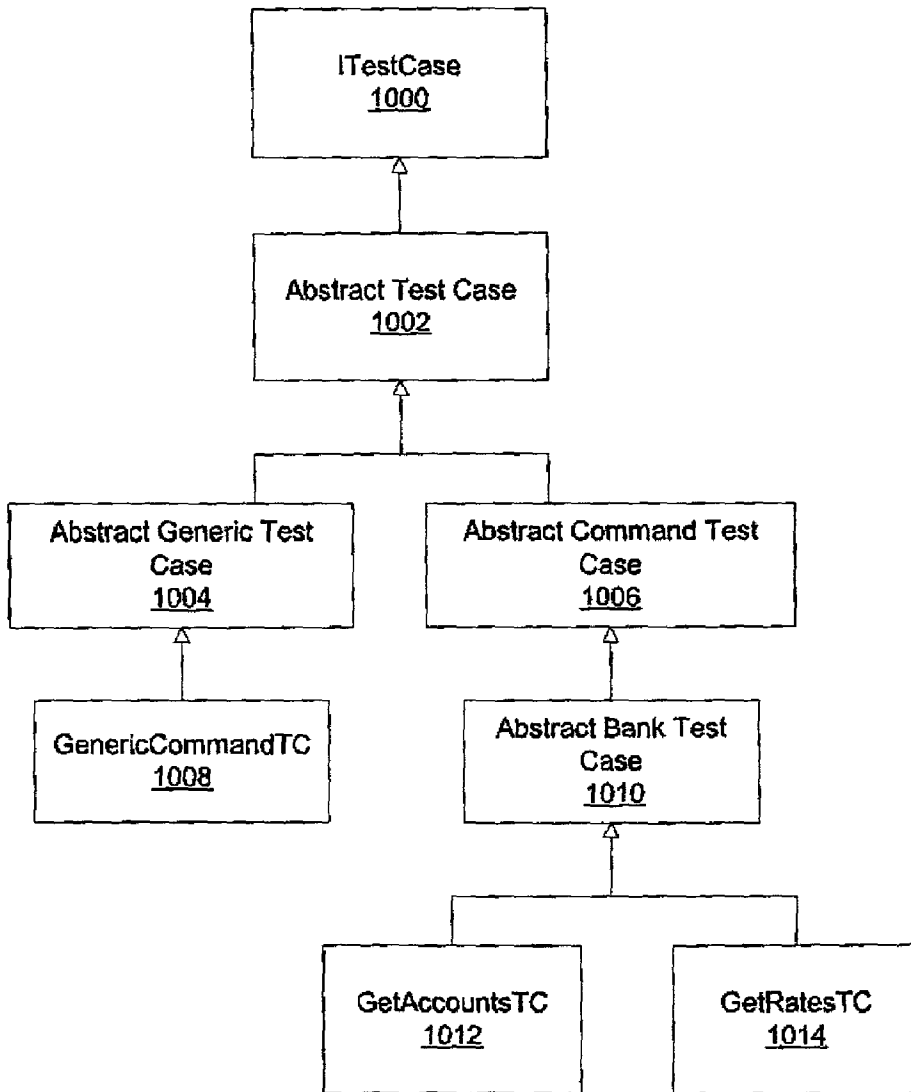 ITestCase
1000
Abstract Test Case
1002
Abstract Generic Test
Case
1004
Abstract Command Test
Case
1006
GenericCommandTC
1008
Abstract Bank Test
Case
1010
GetAccountsTC
1012
GetRatesTC
1014